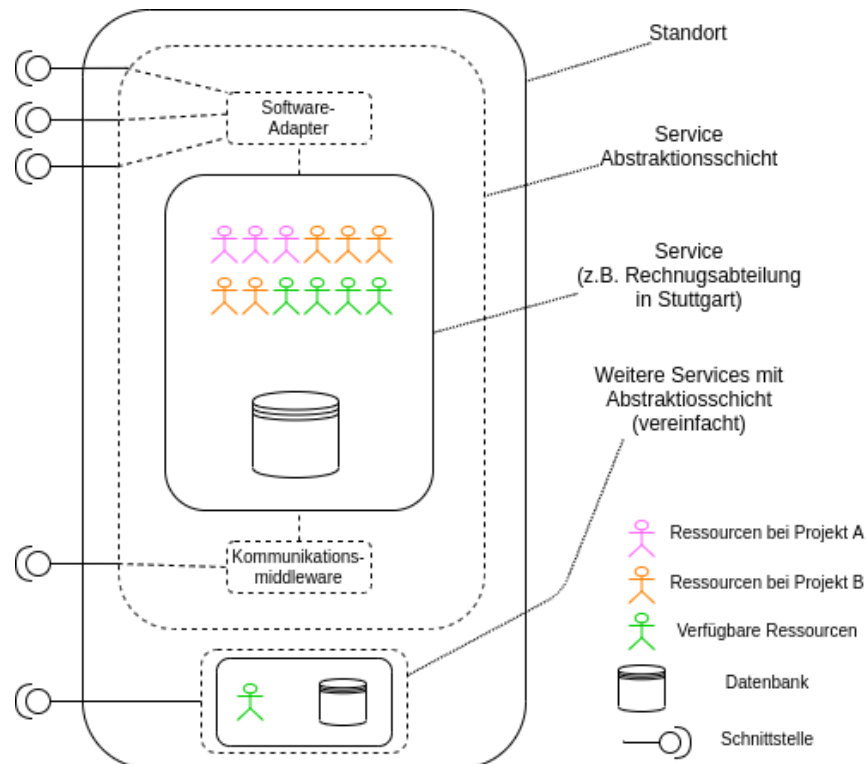 Standort
Software-
Adapter
Service
Abstraktionsschicht
Service
(z.B. Rechnugsabteilung
in Stuttgart)
Weitere Services mit
Abstraktiosschicht
(vereinfacht)
Kommunikations-
middleware
Ressourcen bei Projekt A
Ressourcen bei Projekt B
Verfügbare Ressourcen
Datenbank
Schnittstelle